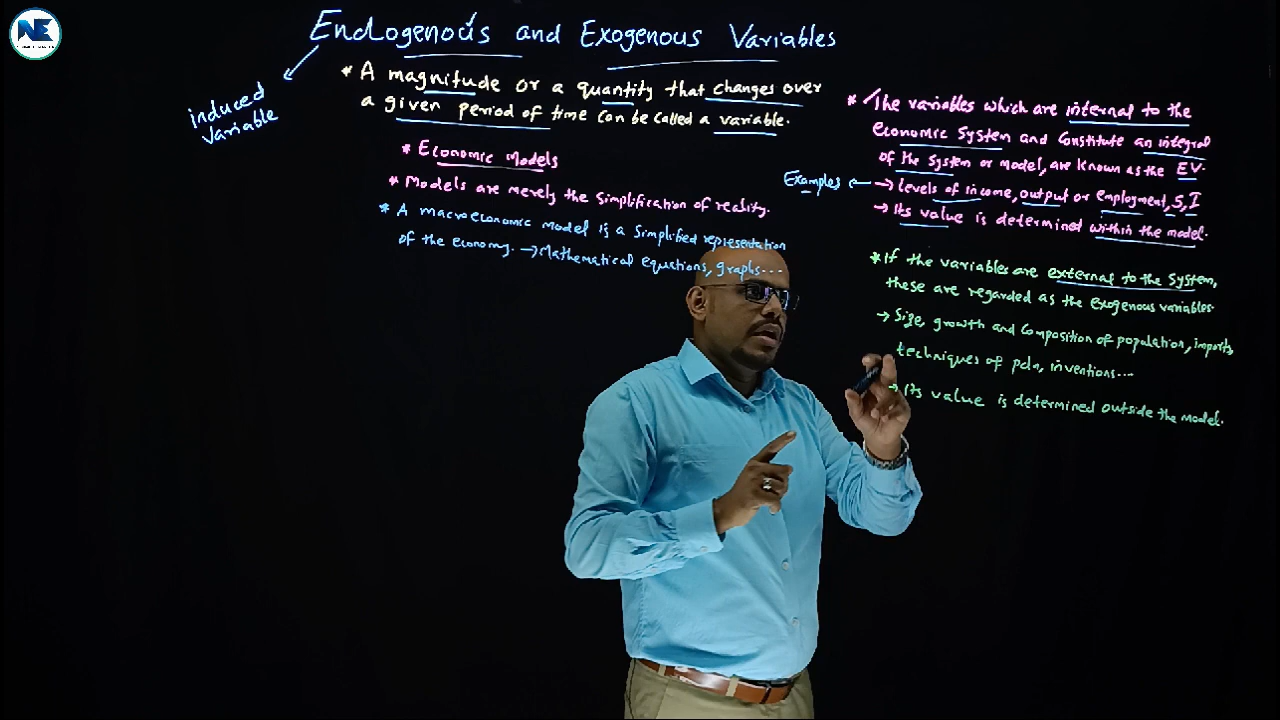 NE
Endogenous and Exogenous Variables
induced
variable
* A magnitude or a quantity that changes over
a given period of time can be called a variable.
* Economic Models
* Models are merely the simplification of reality.
* A macroeconomic model is a simplified representation
of the economy. → Mathematical equations, graphs...
* The variables which are internal to the
economic system and constitute an integral
of the system or model, are known as the EV.
Examples ← → levels of income, output or employment, S, I
→ Its value is determined within the model.
* If the variables are external to the system,
these are regarded as the exogenous variables.
→ Size, growth and composition of population, imports,
techniques of pdn, inventions...
→ Its value is determined outside the model.